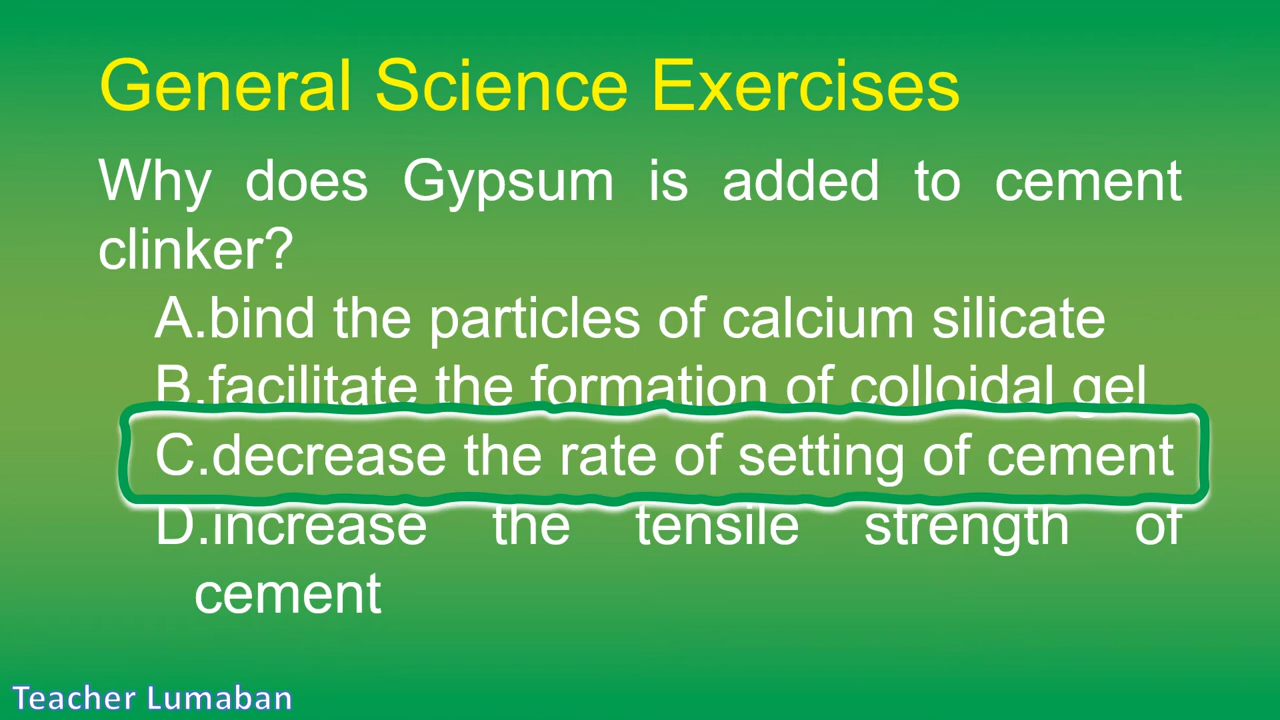 General Science Exercises
Why does Gypsum is added to cement
clinker?
A.bind the particles of calcium silicate
B.facilitate the formation of colloidal gel
C.decrease the rate of setting of cement
D.increase the tensile strength of
cement
Teacher Lumaban